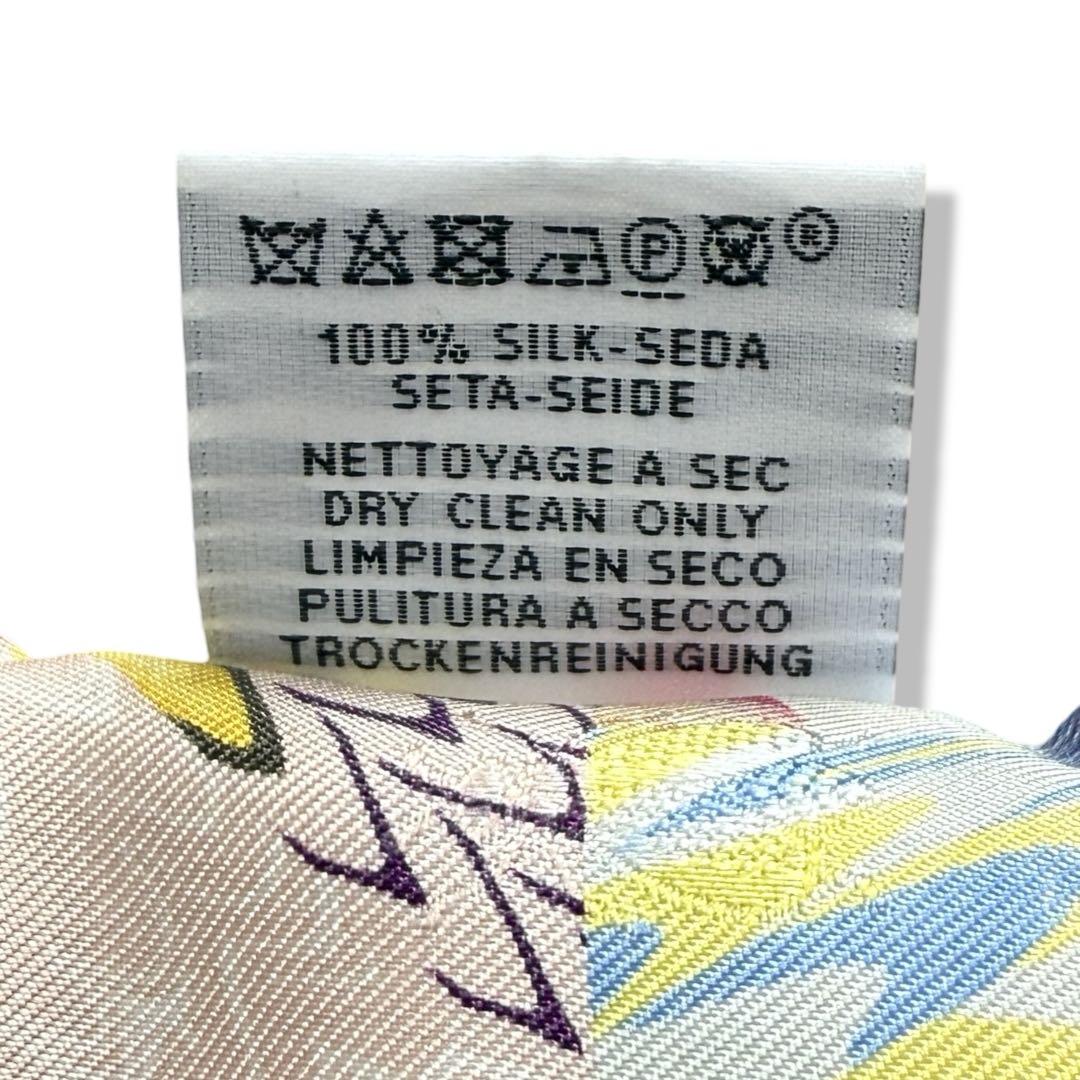 P ®
100% SILK-SEDA
SETA-SEIDE
NETTOYAGE A SEC
DRY CLEAN ONLY
LIMPIEZA EN SECO
PULITURA A SECCO
TROCKENREINIGUNG